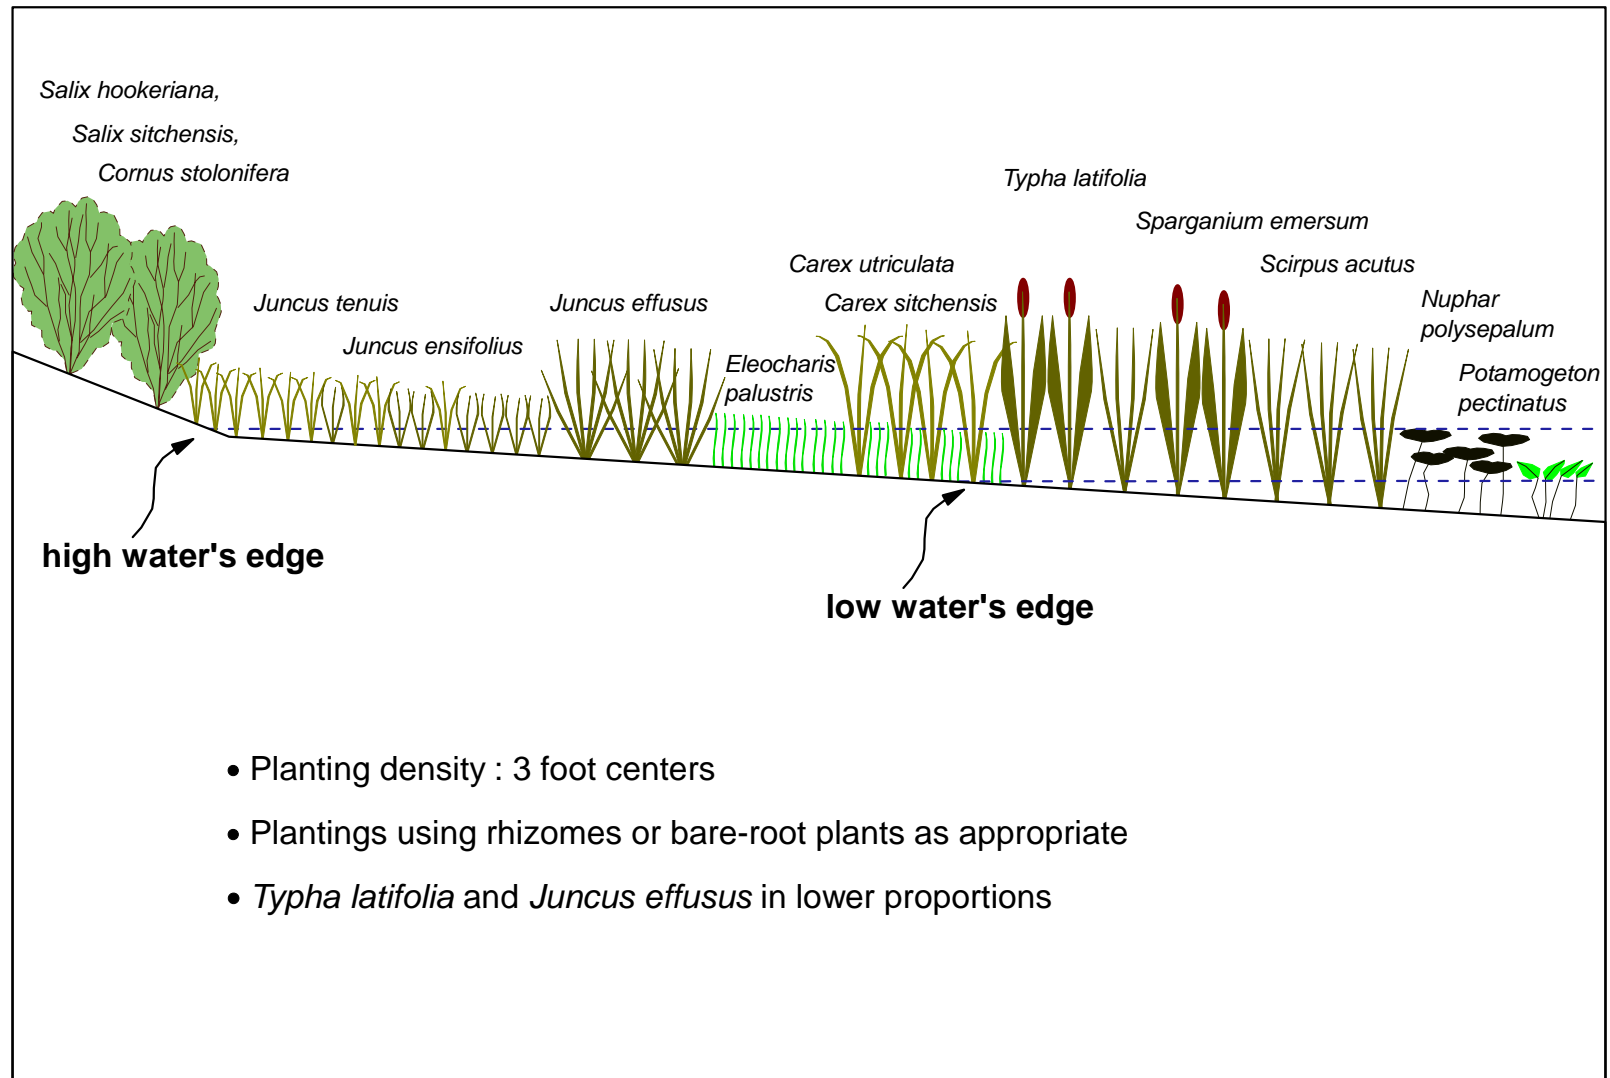 Salix hookeriana,
Salix sitchensis,
Cornus stolonifera
Typha latifolia
Sparganium emersum
Carex utriculata
Scirpus acutus
Juncus tenuis
Juncus effusus
Carex sitchensis
Nuphar
polysepalum
Juncus ensifolius
Eleocharis
palustris
Potamogeton
pectinatus
high water's edge
low water's edge
• Planting density : 3 foot centers
• Plantings using rhizomes or bare-root plants as appropriate
• Typha latifolia and Juncus effusus in lower proportions